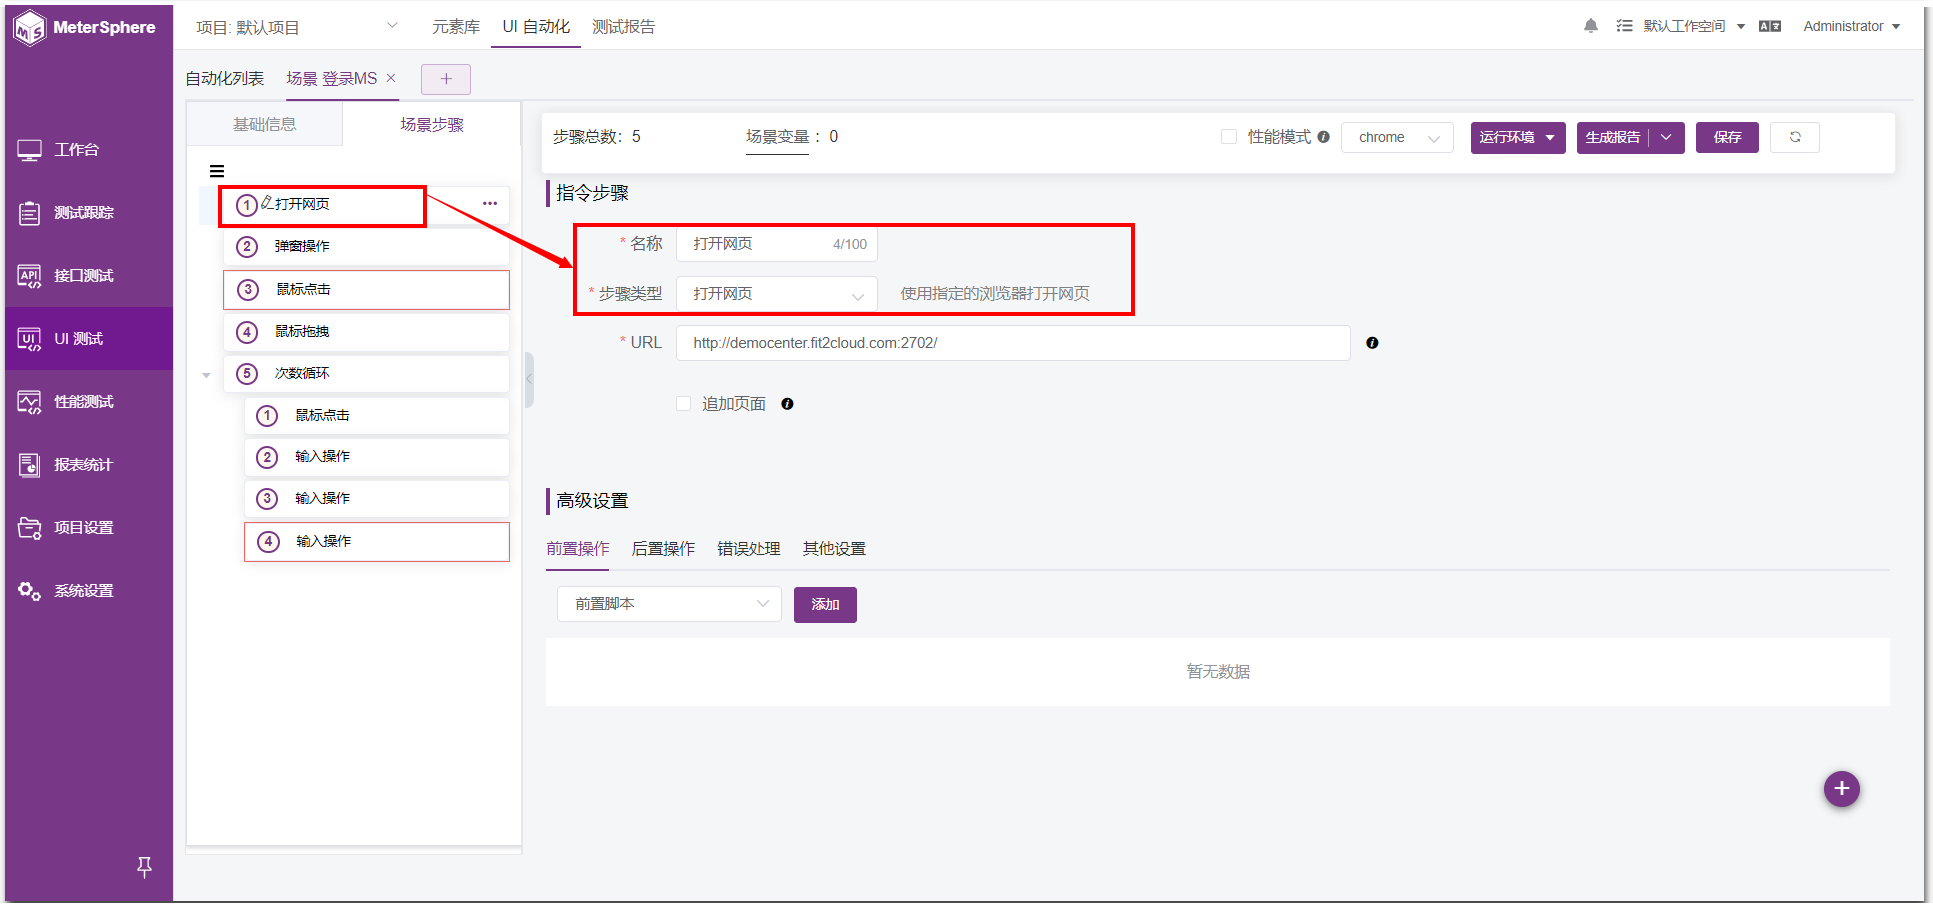 MeterSphere
项目: 默认项目
元素库
UI 自动化
测试报告
默认工作空间
Administrator
自动化列表
场景 登录MS
工作台
测试跟踪
接口测试
UI 测试
性能测试
报表统计
项目设置
系统设置
基础信息
场景步骤
1 打开网页
2 弹窗操作
3 鼠标点击
4 鼠标拖拽
5 次数循环
1 鼠标点击
2 输入操作
3 输入操作
4 输入操作
步骤总数：5
场景变量 ：0
性能模式
chrome
运行环境
生成报告
保存
指令步骤
* 名称 打开网页 4/100
* 步骤类型 打开网页 使用指定的浏览器打开网页
* URL http://democenter.fit2cloud.com:2702/
追加页面
高级设置
前置操作
后置操作
错误处理
其他设置
前置脚本
添加
暂无数据